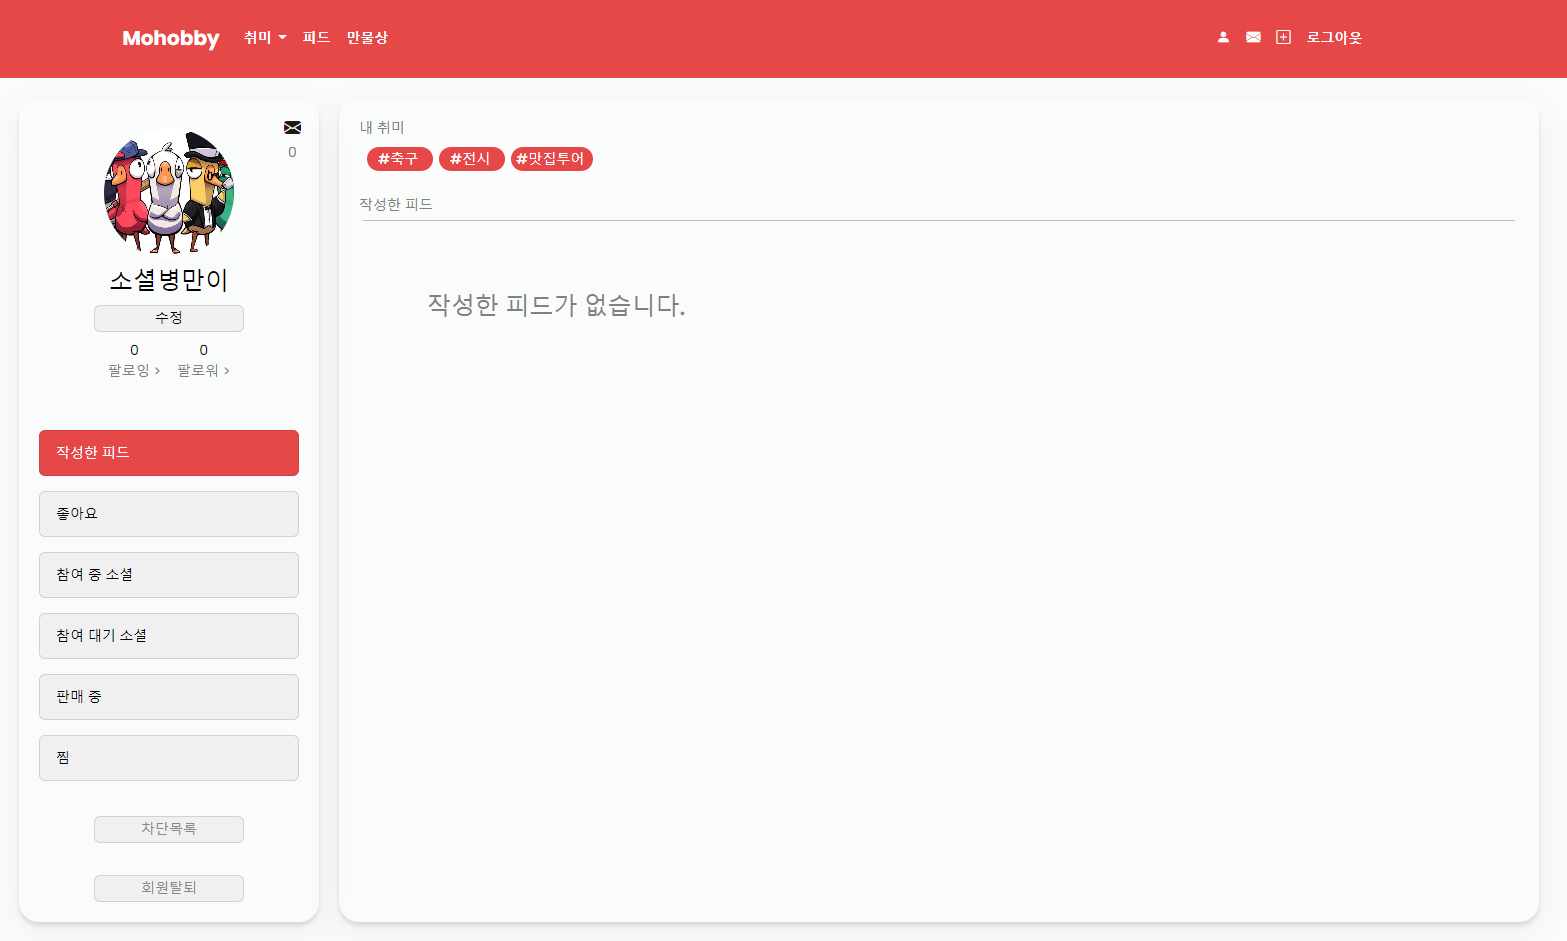 Mohobby 취미 피드 만물상 로그아웃
0
소셜병만이
수정
0 0
팔로잉 > 팔로워 >
작성한 피드
좋아요
참여 중 소셜
참여 대기 소셜
판매 중
찜
차단목록
회원탈퇴
내 취미
#축구 #전시 #맛집투어
작성한 피드
작성한 피드가 없습니다.